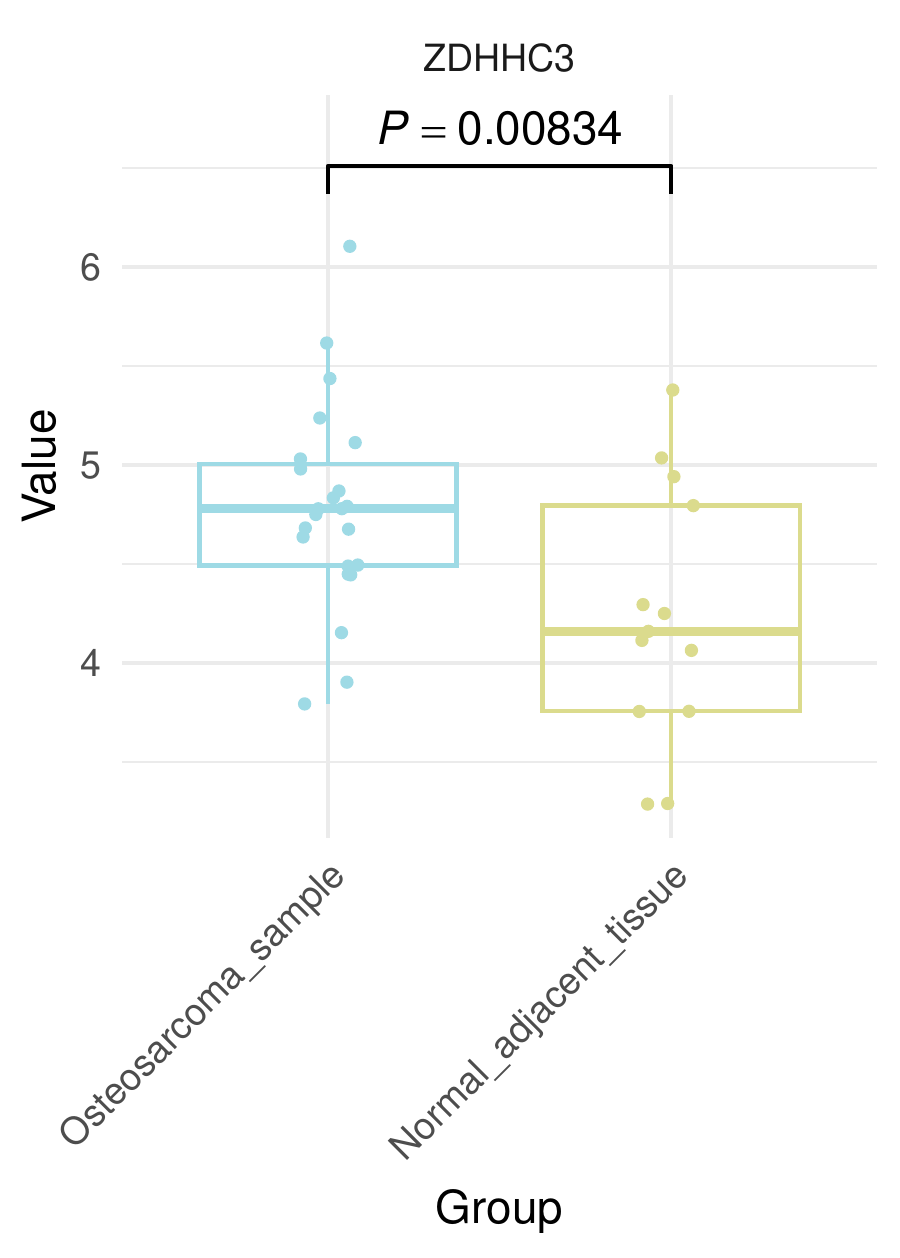 ZDHHC3
P = 0.00834
6
5
4
Value
Osteosarcoma_sample
Normal_adjacent_tissue
Group